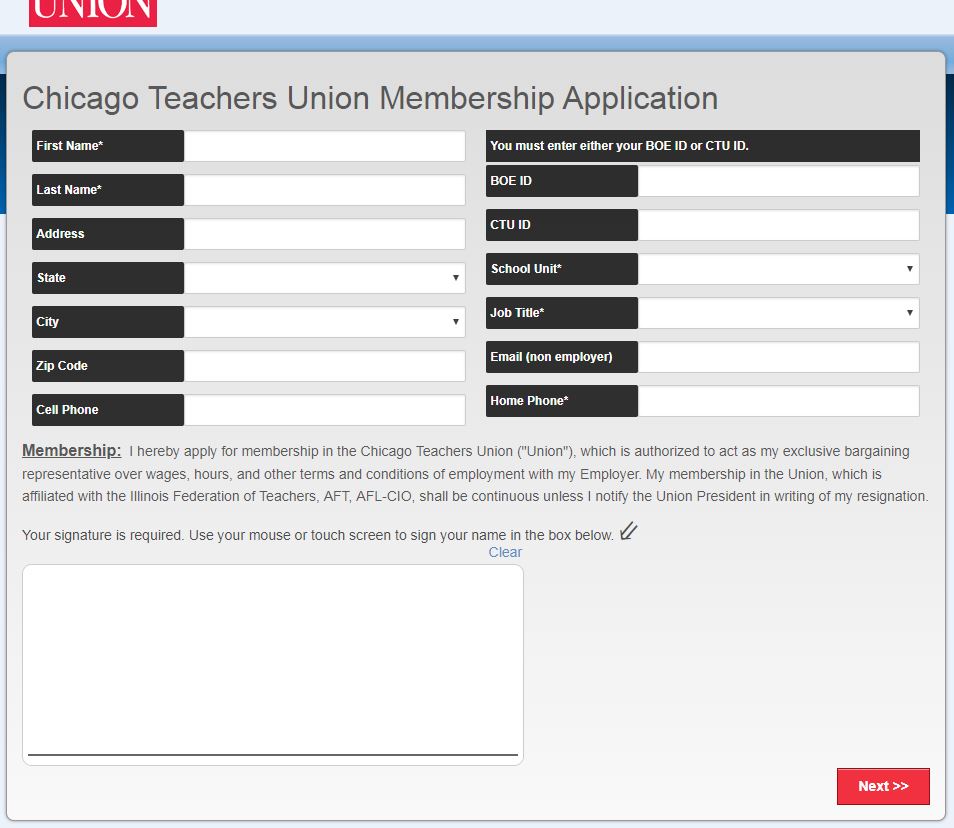 UNION
Chicago Teachers Union Membership Application
First Name*
Last Name*
Address
State
City
Zip Code
Cell Phone
You must enter either your BOE ID or CTU ID.
BOE ID
CTU ID
School Unit*
Job Title*
Email (non employer)
Home Phone*
Membership: I hereby apply for membership in the Chicago Teachers Union ("Union"), which is authorized to act as my exclusive bargaining
representative over wages, hours, and other terms and conditions of employment with my Employer. My membership in the Union, which is
affiliated with the Illinois Federation of Teachers, AFT, AFL-CIO, shall be continuous unless I notify the Union President in writing of my resignation.
Your signature is required. Use your mouse or touch screen to sign your name in the box below.
Clear
Next >>